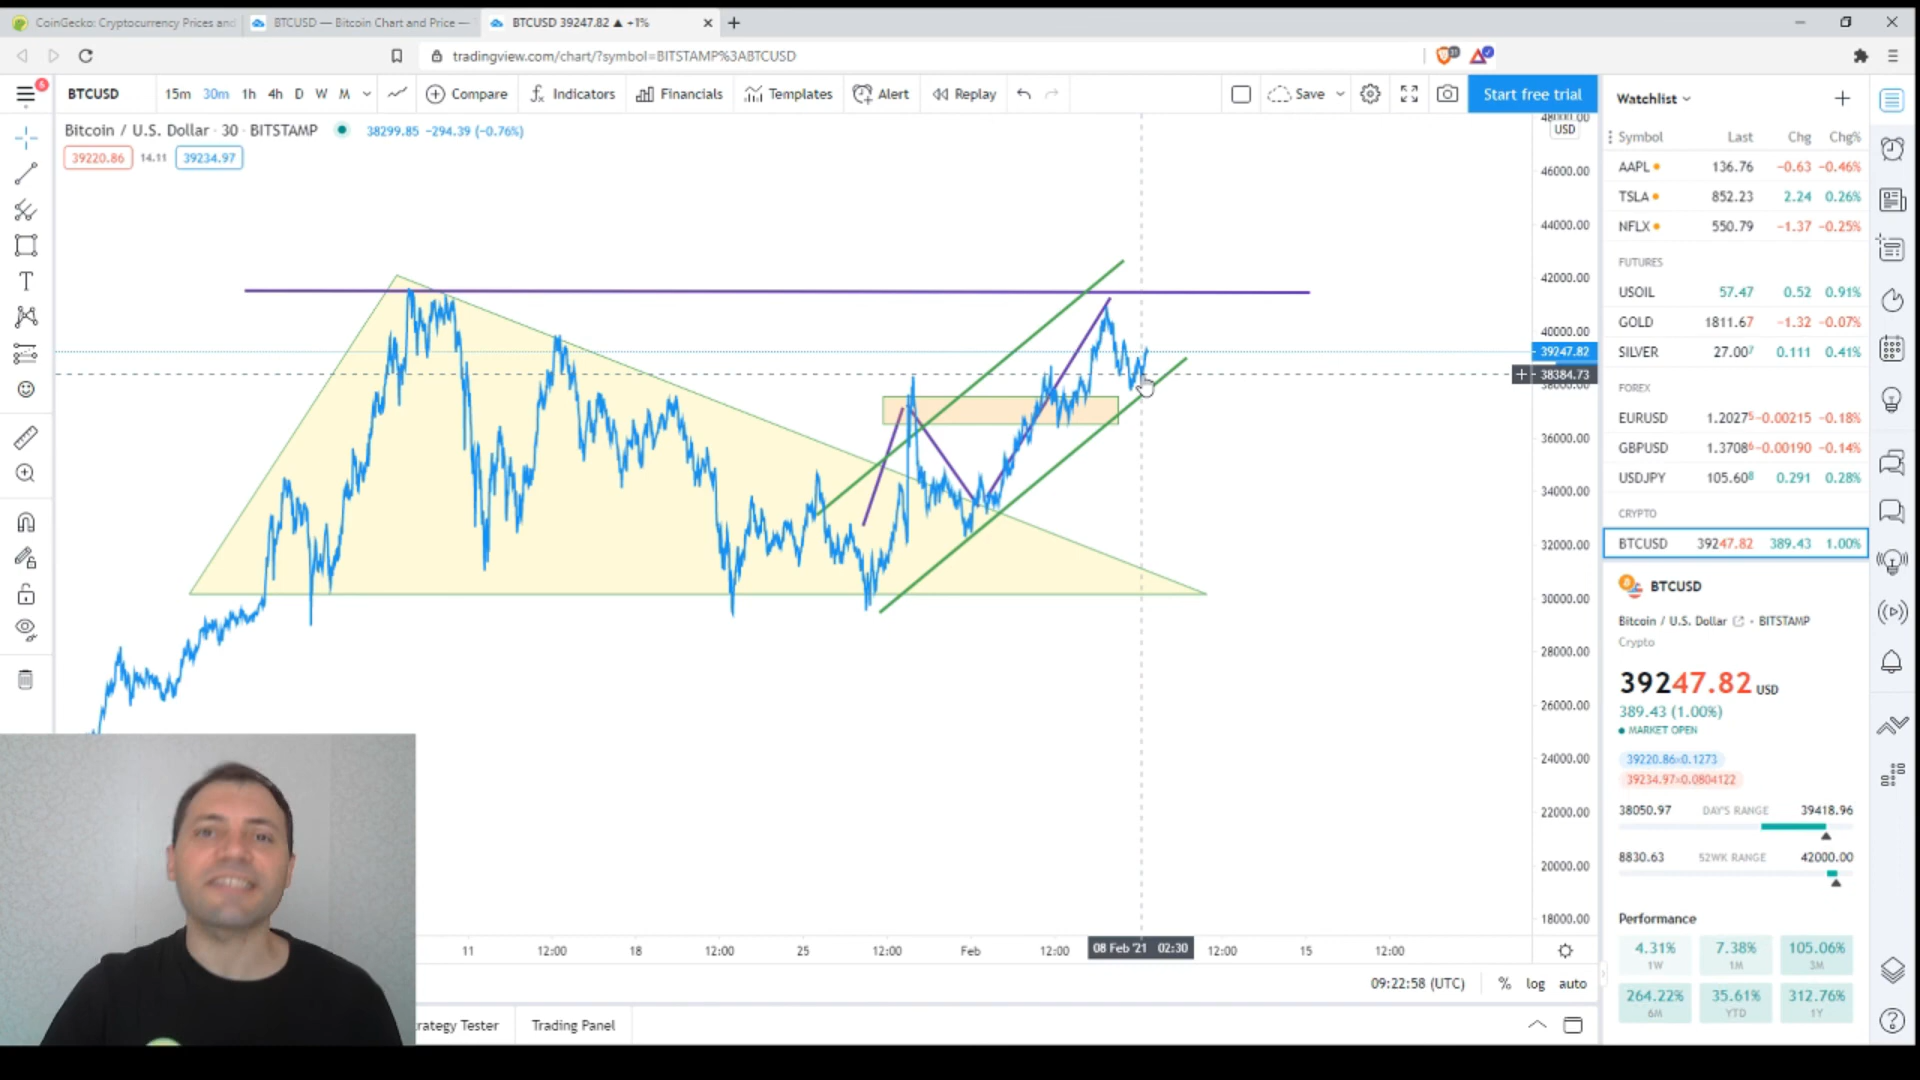 CoinGecko: Cryptocurrency Prices and
BTCUSD — Bitcoin Chart and Price —
BTCUSD 39247.82 ▲ +1%
tradingview.com/chart/?symbol=BITSTAMP%3ABTCUSD
BTCUSD 15m 30m 1h 4h D W M Compare Indicators Financials Templates Alert Replay Save Start free trial
Bitcoin / U.S. Dollar · 30 · BITSTAMP 38299.85 −294.39 (−0.76%)
39220.86 14.11 39234.97
48000.00
USD
46000.00
44000.00
42000.00
40000.00
39247.82
38384.73
38000.00
36000.00
34000.00
32000.00
30000.00
28000.00
26000.00
24000.00
22000.00
20000.00
18000.00
11 12:00 18 12:00 25 12:00 Feb 12:00 08 Feb '21 02:30 12:00 15 12:00
09:22:58 (UTC) % log auto
rategy Tester Trading Panel
Watchlist
Symbol Last Chg Chg%
AAPL 136.76 −0.63 −0.46%
TSLA 852.23 2.24 0.26%
NFLX 550.79 −1.37 −0.25%
FUTURES
USOIL 57.47 0.52 0.91%
GOLD 1811.67 −1.32 −0.07%
SILVER 27.007 0.111 0.41%
FOREX
EURUSD 1.20275 −0.00215 −0.18%
GBPUSD 1.37086 −0.00190 −0.14%
USDJPY 105.608 0.291 0.28%
CRYPTO
BTCUSD 39247.82 389.43 1.00%
BTCUSD
Bitcoin / U.S. Dollar • BITSTAMP
Crypto
39247.82 USD
389.43 (1.00%)
MARKET OPEN
39220.86×0.1273
39234.97×0.0804122
38050.97 DAY'S RANGE 39418.96
8830.63 52WK RANGE 42000.00
Performance
4.31% 7.38% 105.06%
1W 1M 3M
264.22% 35.61% 312.76%
6M YTD 1Y